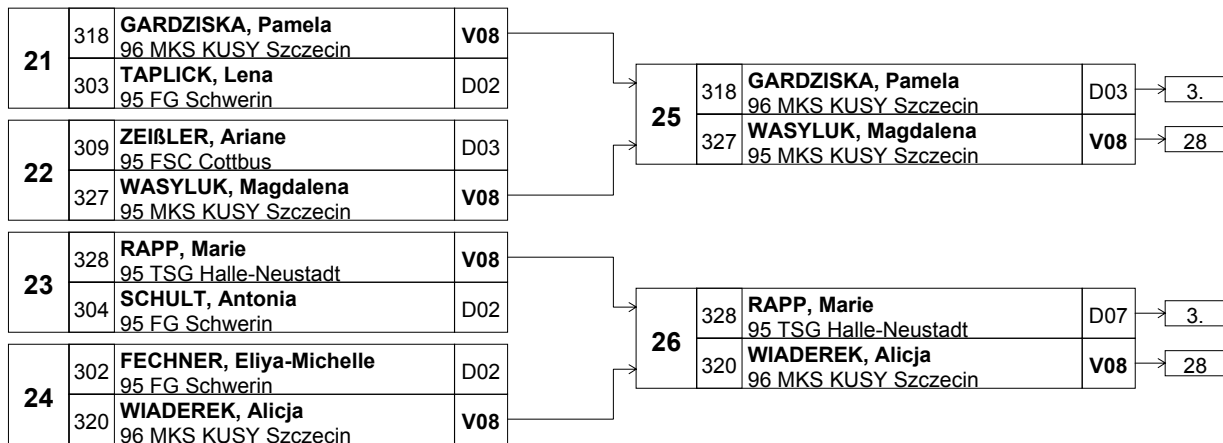 21
318 GARDZISKA, Pamela V08
96 MKS KUSY Szczecin
303 TAPLICK, Lena D02
95 FG Schwerin
22
309 ZEIßLER, Ariane D03
95 FSC Cottbus
327 WASYLUK, Magdalena V08
95 MKS KUSY Szczecin
23
328 RAPP, Marie V08
95 TSG Halle-Neustadt
304 SCHULT, Antonia D02
95 FG Schwerin
24
302 FECHNER, Eliya-Michelle D02
95 FG Schwerin
320 WIADEREK, Alicja V08
96 MKS KUSY Szczecin
25
318 GARDZISKA, Pamela D03 3.
96 MKS KUSY Szczecin
327 WASYLUK, Magdalena V08 28
95 MKS KUSY Szczecin
26
328 RAPP, Marie D07 3.
95 TSG Halle-Neustadt
320 WIADEREK, Alicja V08 28
96 MKS KUSY Szczecin